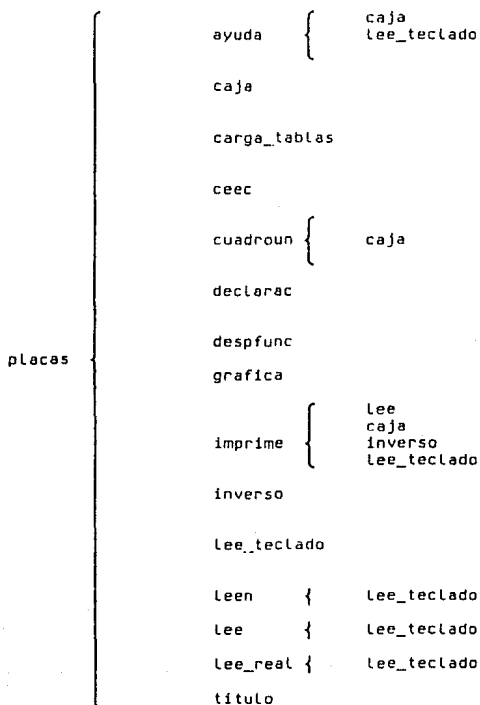 ayuda { caja
lee_teclado
caja
carga_tablas
ceec
cuadroun { caja
declarac
despfunc
placas {
grafica
imprime { lee
caja
inverso
lee_teclado
inverso
lee_teclado
leen { lee_teclado
lee { lee_teclado
lee_real { lee_teclado
titulo